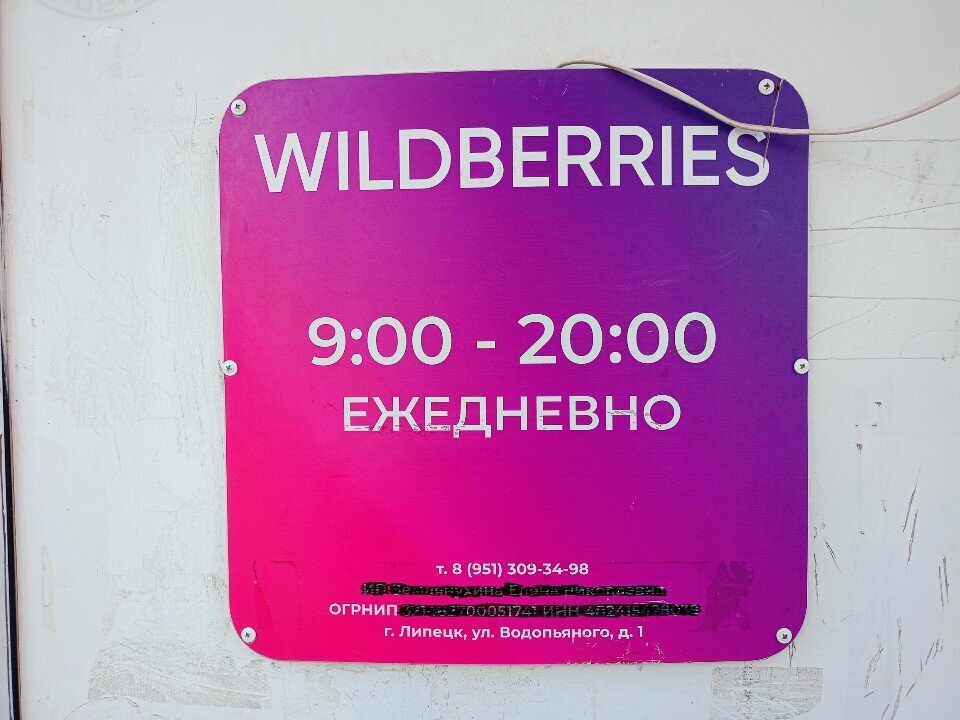 WILDBERRIES
9:00 - 20:00
ЕЖЕДНЕВНО
т. 8 (951) 309-34-98
ОГРНИП
г. Липецк, ул. Водопьяного, д. 1